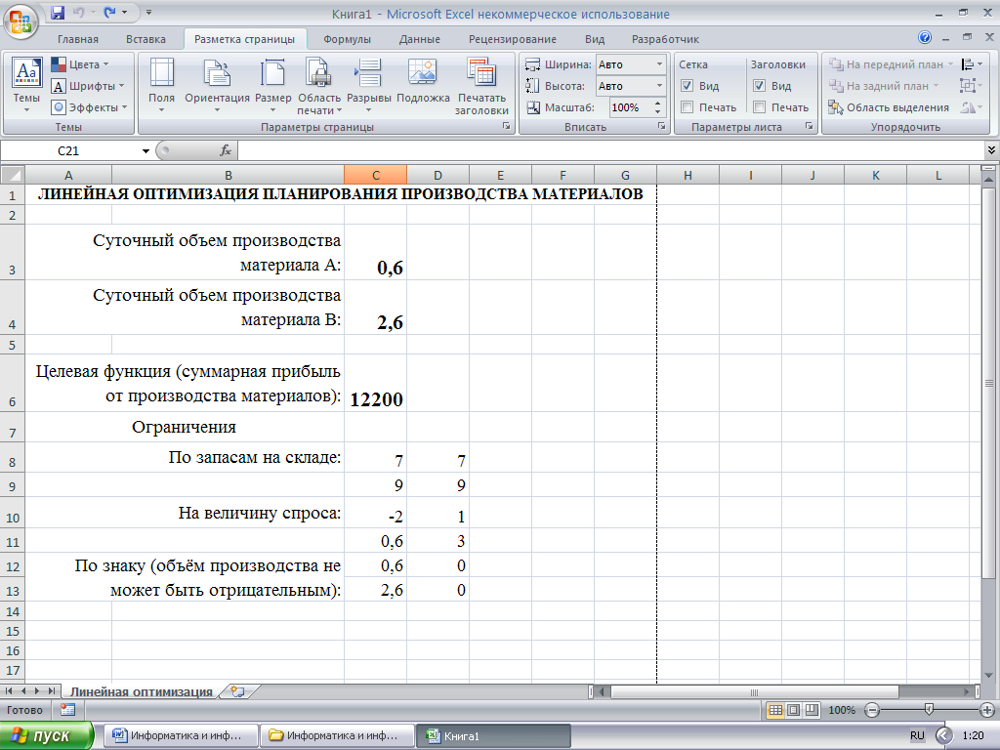 Книга1 - Microsoft Excel некоммерческое использование
Главная Вставка Разметка страницы Формулы Данные Рецензирование Вид Разработчик
Aa Темы Цвета Шрифты Эффекты Поля Ориентация Размер Область печати Разрывы Подложка Печатать заголовки Ширина: Авто Высота: Авто Масштаб: 100% Сетка Вид Печать Заголовки Вид Печать На передний план На задний план Область выделения
Темы Параметры страницы Вписать Параметры листа Упорядочить
C21 fx
A B C D E F G H I J K L
1 ЛИНЕЙНАЯ ОПТИМИЗАЦИЯ ПЛАНИРОВАНИЯ ПРОИЗВОДСТВА МАТЕРИАЛОВ
2
Суточный объем производства
3 материала А: 0,6
Суточный объем производства
4 материала В: 2,6
5
Целевая функция (суммарная прибыль
6 от производства материалов): 12200
7 Ограничения
8 По запасам на складе: 7 7
9 9 9
10 На величину спроса: -2 1
11 0,6 3
12 По знаку (объём производства не 0,6 0
13 может быть отрицательным): 2,6 0
14
15
16
17
Линейная оптимизация
Готово 100%
пуск Информатика и инф... Информатика и инф... Книга1 RU 1:20